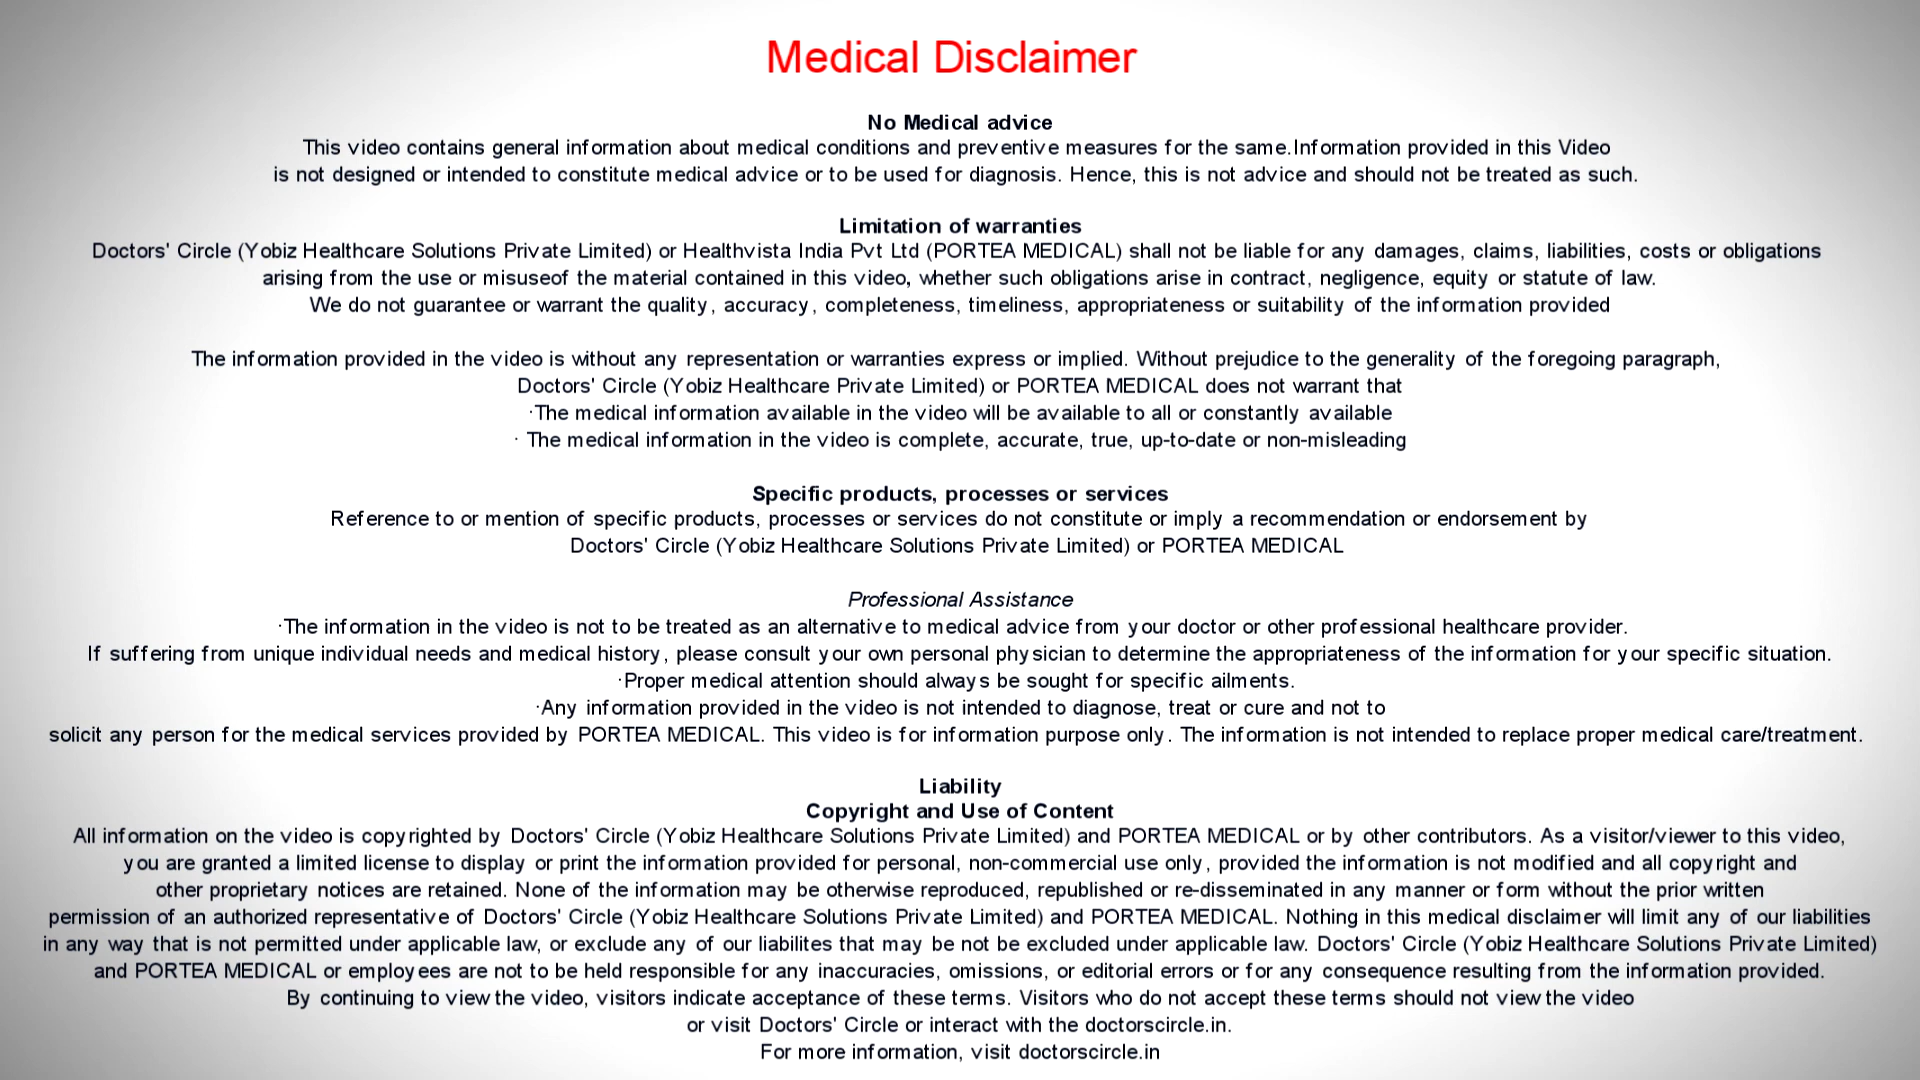 Medical Disclaimer
No Medical advice
This video contains general information about medical conditions and preventive measures for the same.Information provided in this Video
is not designed or intended to constitute medical advice or to be used for diagnosis. Hence, this is not advice and should not be treated as such.
Limitation of warranties
Doctors' Circle (Yobiz Healthcare Solutions Private Limited) or Healthvista India Pvt Ltd (PORTEA MEDICAL) shall not be liable for any damages, claims, liabilities, costs or obligations
arising from the use or misuseof the material contained in this video, whether such obligations arise in contract, negligence, equity or statute of law.
We do not guarantee or warrant the quality, accuracy, completeness, timeliness, appropriateness or suitability of the information provided
The information provided in the video is without any representation or warranties express or implied. Without prejudice to the generality of the foregoing paragraph,
Doctors' Circle (Yobiz Healthcare Private Limited) or PORTEA MEDICAL does not warrant that
·The medical information available in the video will be available to all or constantly available
· The medical information in the video is complete, accurate, true, up-to-date or non-misleading
Specific products, processes or services
Reference to or mention of specific products, processes or services do not constitute or imply a recommendation or endorsement by
Doctors' Circle (Yobiz Healthcare Solutions Private Limited) or PORTEA MEDICAL
Professional Assistance
·The information in the video is not to be treated as an alternative to medical advice from your doctor or other professional healthcare provider.
If suffering from unique individual needs and medical history, please consult your own personal physician to determine the appropriateness of the information for your specific situation.
·Proper medical attention should always be sought for specific ailments.
·Any information provided in the video is not intended to diagnose, treat or cure and not to
solicit any person for the medical services provided by PORTEA MEDICAL. This video is for information purpose only. The information is not intended to replace proper medical care/treatment.
Liability
Copyright and Use of Content
All information on the video is copyrighted by Doctors' Circle (Yobiz Healthcare Solutions Private Limited) and PORTEA MEDICAL or by other contributors. As a visitor/viewer to this video,
you are granted a limited license to display or print the information provided for personal, non-commercial use only, provided the information is not modified and all copyright and
other proprietary notices are retained. None of the information may be otherwise reproduced, republished or re-disseminated in any manner or form without the prior written
permission of an authorized representative of Doctors' Circle (Yobiz Healthcare Solutions Private Limited) and PORTEA MEDICAL. Nothing in this medical disclaimer will limit any of our liabilities
in any way that is not permitted under applicable law, or exclude any of our liabilites that may be not be excluded under applicable law. Doctors' Circle (Yobiz Healthcare Solutions Private Limited)
and PORTEA MEDICAL or employees are not to be held responsible for any inaccuracies, omissions, or editorial errors or for any consequence resulting from the information provided.
By continuing to view the video, visitors indicate acceptance of these terms. Visitors who do not accept these terms should not view the video
or visit Doctors' Circle or interact with the doctorscircle.in.
For more information, visit doctorscircle.in